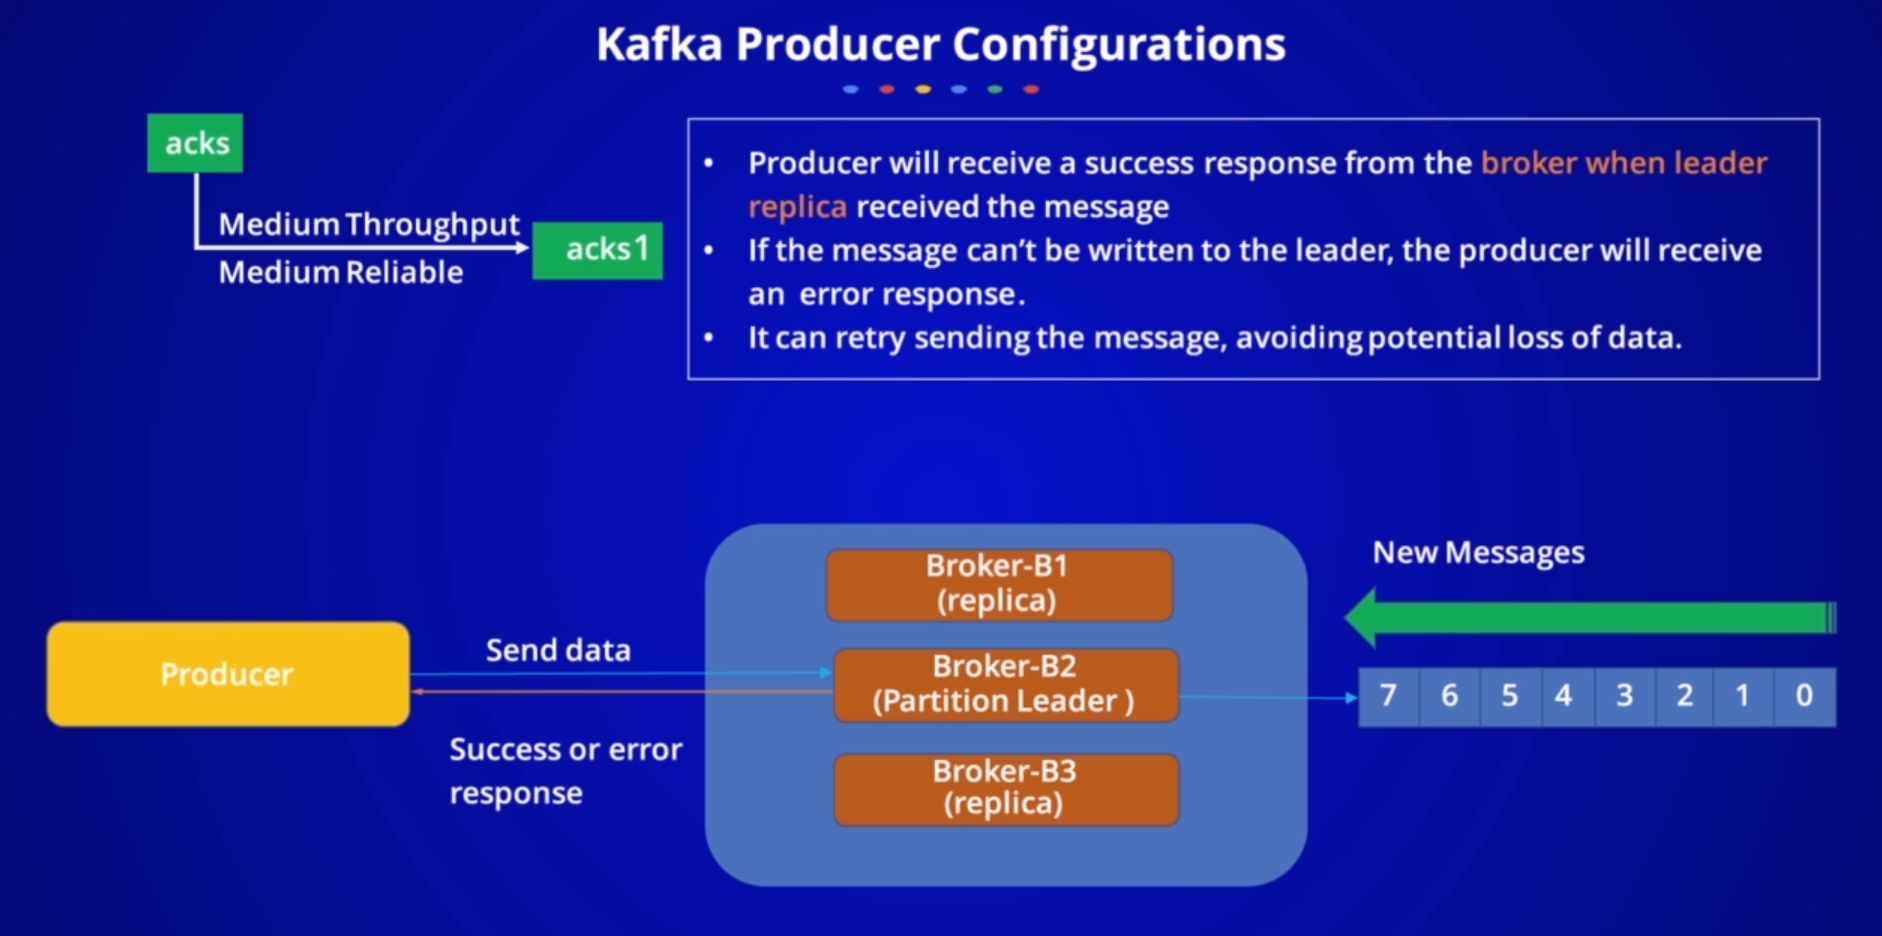 Kafka Producer Configurations
acks
Medium Throughput
Medium Reliable
acks1
• Producer will receive a success response from the broker when leader
replica received the message
• If the message can’t be written to the leader, the producer will receive
an error response.
• It can retry sending the message, avoiding potential loss of data.
Producer
Send data
Success or error
response
Broker-B1
(replica)
Broker-B2
(Partition Leader )
Broker-B3
(replica)
New Messages
7 6 5 4 3 2 1 0